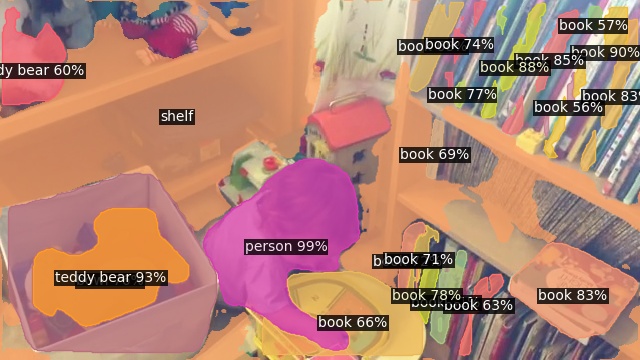 book 57%
boo
book 74%
book 90%
book 85%
book 88%
dy bear 60%
book 77%
book 83
book 56%
shelf
book 69%
person 99%
b
book 71%
teddy bear 93%
book 78%
book 83%
book 63%
book 66%